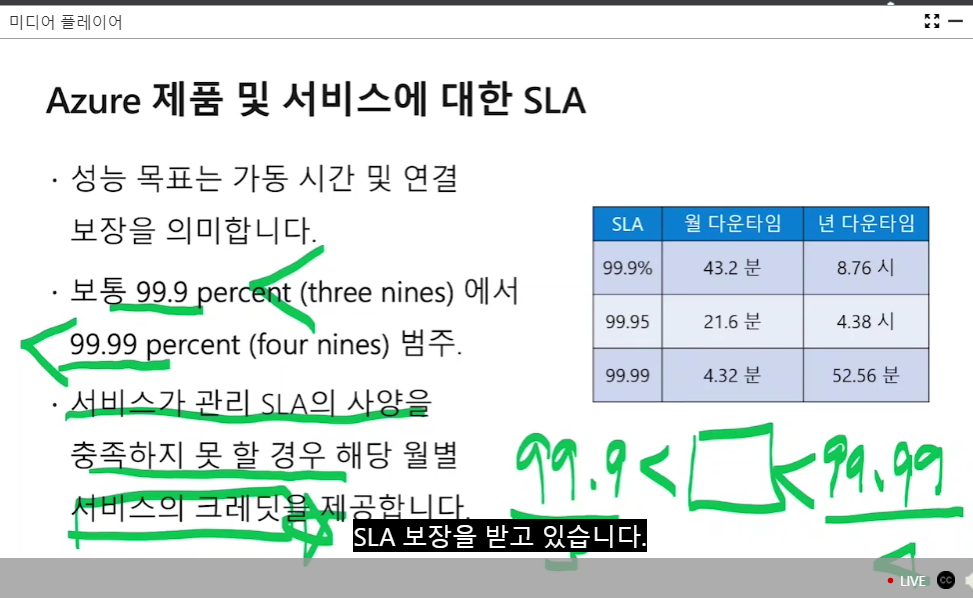 미디어 플레이어
Azure 제품 및 서비스에 대한 SLA
· 성능 목표는 가동 시간 및 연결
보장을 의미합니다.
· 보통 99.9 percent (three nines) 에서
99.99 percent (four nines) 범주.
· 서비스가 관리 SLA의 사양을
충족하지 못 할 경우 해당 월별
서비스의 크레딧을 제공합니다.
SLA 월 다운타임 년 다운타임
99.9% 43.2 분 8.76 시
99.95 21.6 분 4.38 시
99.99 4.32 분 52.56 분
99.9 < □ < 99.99
SLA 보장을 받고 있습니다.
LIVE CC